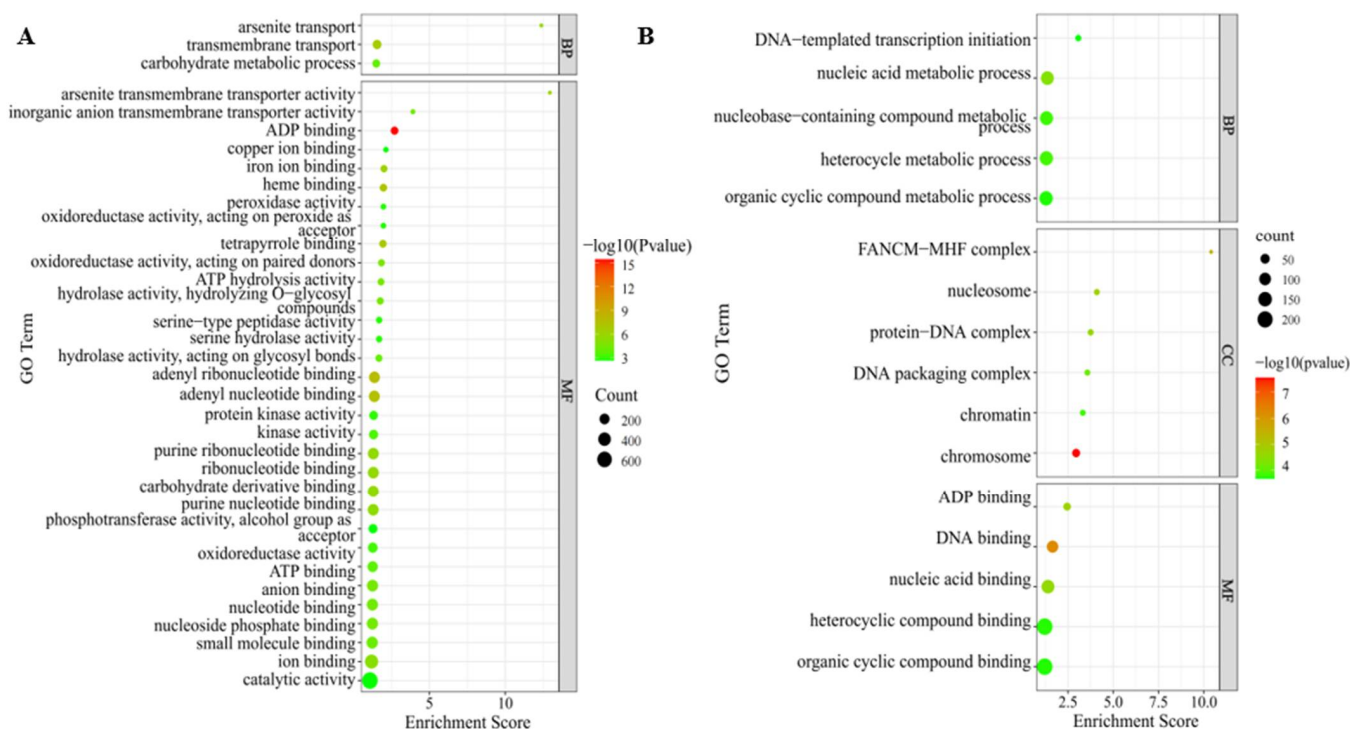 A
arsenite transport
transmembrane transport
carbohydrate metabolic process
BP
arsenite transmembrane transporter activity
inorganic anion transmembrane transporter activity
ADP binding
copper ion binding
iron ion binding
heme binding
peroxidase activity
oxidoreductase activity, acting on peroxide as
acceptor
tetrapyrrole binding
oxidoreductase activity, acting on paired donors
ATP hydrolysis activity
hydrolase activity, hydrolyzing O−glycosyl
compounds
serine−type peptidase activity
serine hydrolase activity
hydrolase activity, acting on glycosyl bonds
adenyl ribonucleotide binding
adenyl nucleotide binding
protein kinase activity
kinase activity
purine ribonucleotide binding
ribonucleotide binding
carbohydrate derivative binding
purine nucleotide binding
phosphotransferase activity, alcohol group as
acceptor
oxidoreductase activity
ATP binding
anion binding
nucleotide binding
nucleoside phosphate binding
small molecule binding
ion binding
catalytic activity
MF
GO Term
5
10
Enrichment Score
−log10(Pvalue)
15
12
9
6
3
Count
200
400
600
B
DNA−templated transcription initiation
nucleic acid metabolic process
nucleobase−containing compound metabolic
process
heterocycle metabolic process
organic cyclic compound metabolic process
BP
FANCM−MHF complex
nucleosome
protein−DNA complex
DNA packaging complex
chromatin
chromosome
CC
ADP binding
DNA binding
nucleic acid binding
heterocyclic compound binding
organic cyclic compound binding
MF
GO Term
2.5
5.0
7.5
10.0
Enrichment Score
count
50
100
150
200
−log10(pvalue)
7
6
5
4